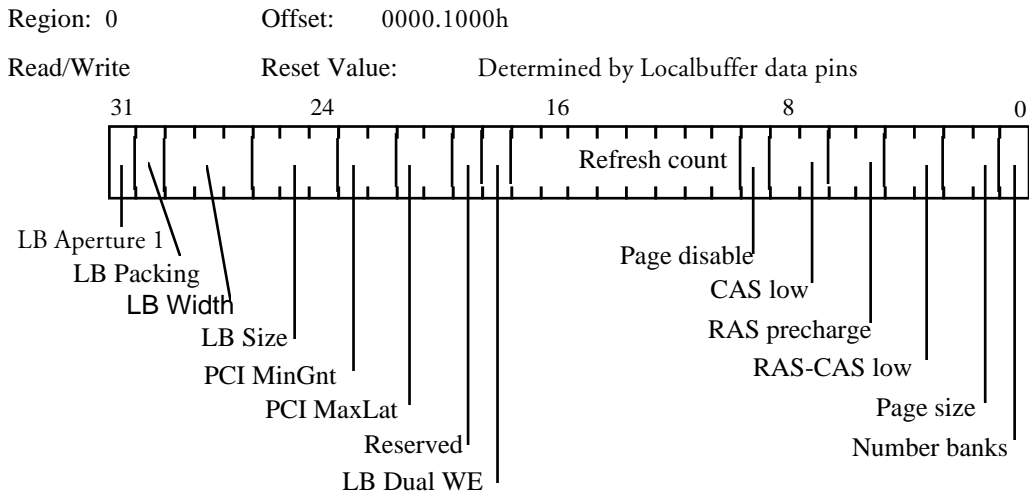 Region: 0 Offset: 0000.1000h
Read/Write Reset Value: Determined by Localbuffer data pins
31 24 16 8 0
Refresh count
LB Aperture 1
Page disable
LB Packing
CAS low
LB Width
RAS precharge
LB Size
RAS-CAS low
PCI MinGnt
Page size
PCI MaxLat
Reserved
Number banks
LB Dual WE